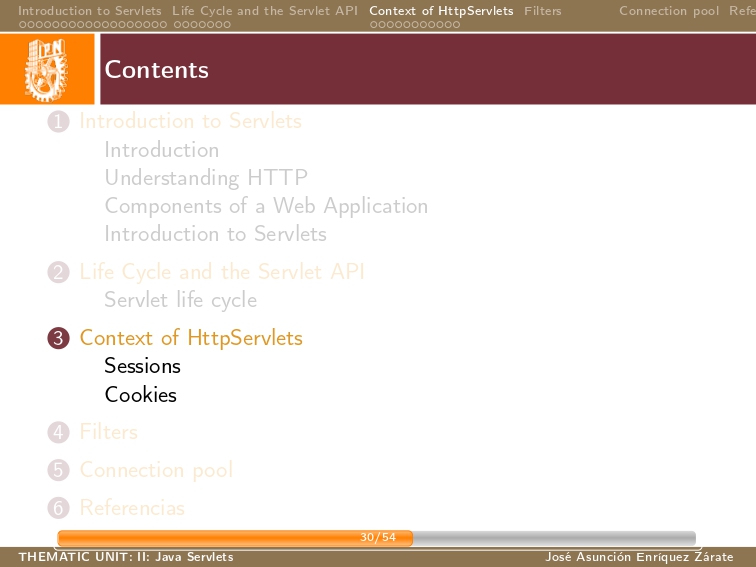 Introduction to Servlets Life Cycle and the Servlet API Context of HttpServlets Filters Connection pool Refe
IPN
Contents
1 Introduction to Servlets
Introduction
Understanding HTTP
Components of a Web Application
Introduction to Servlets
2 Life Cycle and the Servlet API
Servlet life cycle
3 Context of HttpServlets
Sessions
Cookies
4 Filters
5 Connection pool
6 Referencias
30/54
THEMATIC UNIT: II: Java Servlets José Asunción Enríquez Zárate